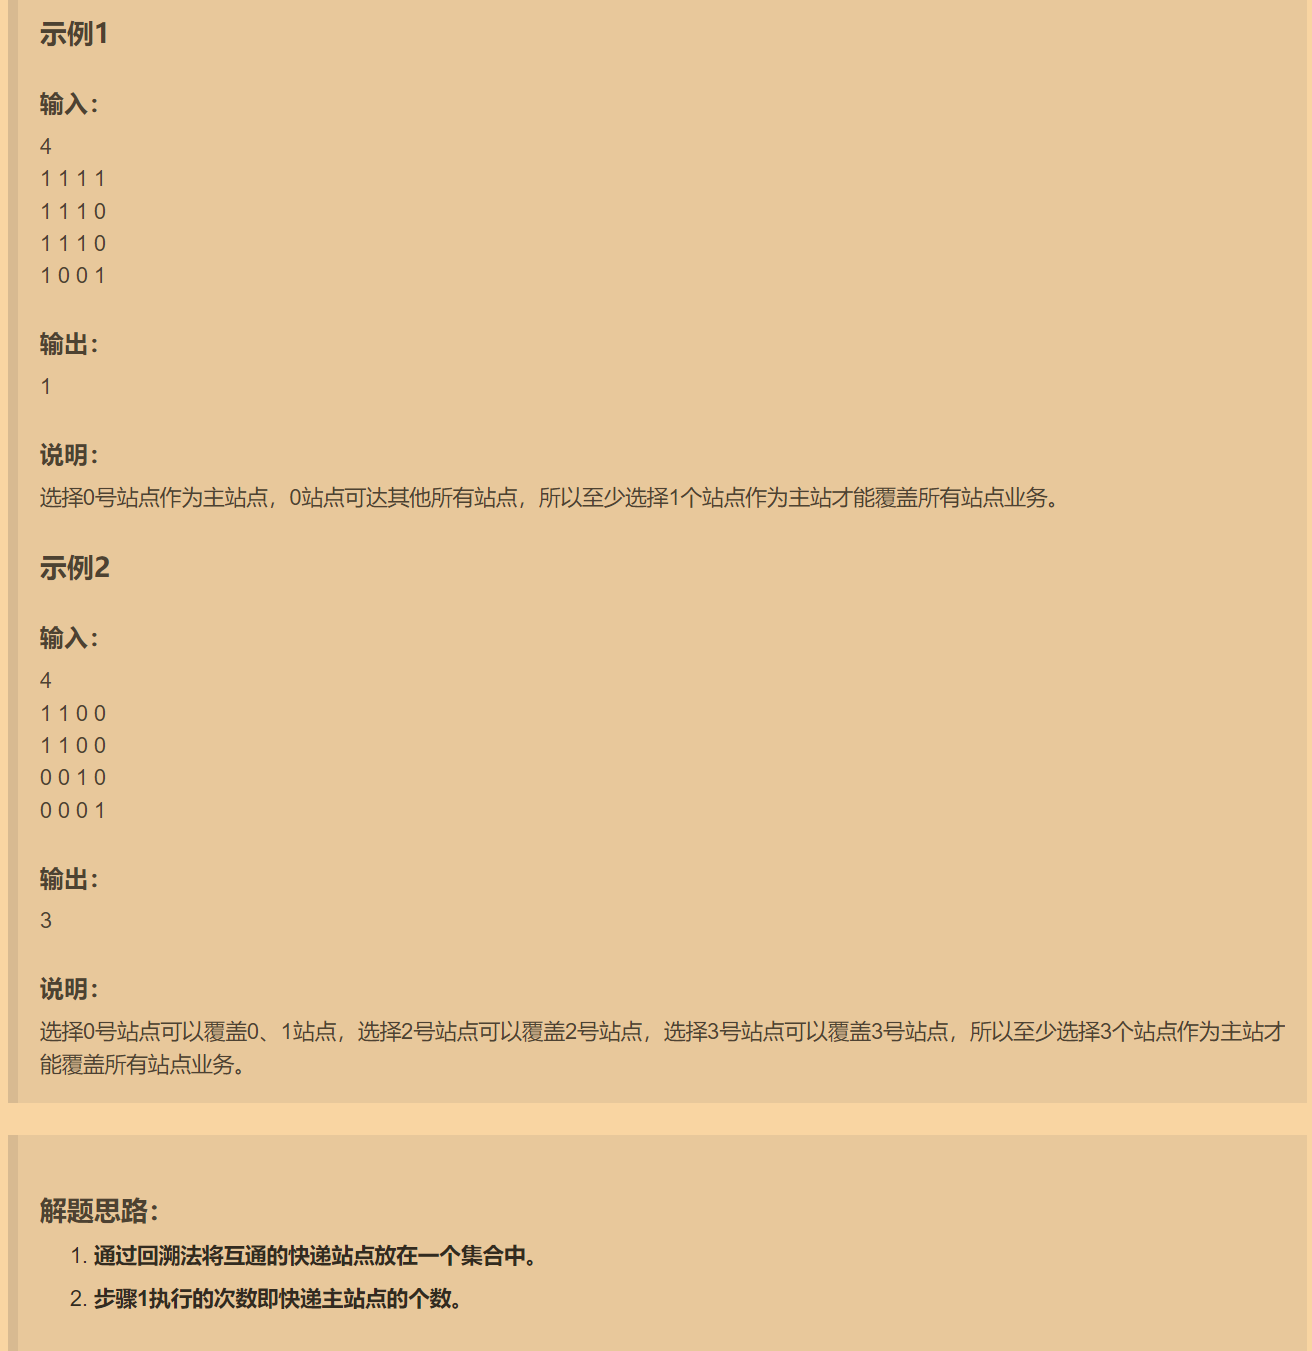 示例1
输入：
4
1 1 1 1
1 1 1 0
1 1 1 0
1 0 0 1
输出：
1
说明：
选择0号站点作为主站点，0站点可达其他所有站点，所以至少选择1个站点作为主站才能覆盖所有站点业务。
示例2
输入：
4
1 1 0 0
1 1 0 0
0 0 1 0
0 0 0 1
输出：
3
说明：
选择0号站点可以覆盖0、1站点，选择2号站点可以覆盖2号站点，选择3号站点可以覆盖3号站点，所以至少选择3个站点作为主站才
能覆盖所有站点业务。
解题思路：
1. 通过回溯法将互通的快递站点放在一个集合中。
2. 步骤1执行的次数即快递主站点的个数。